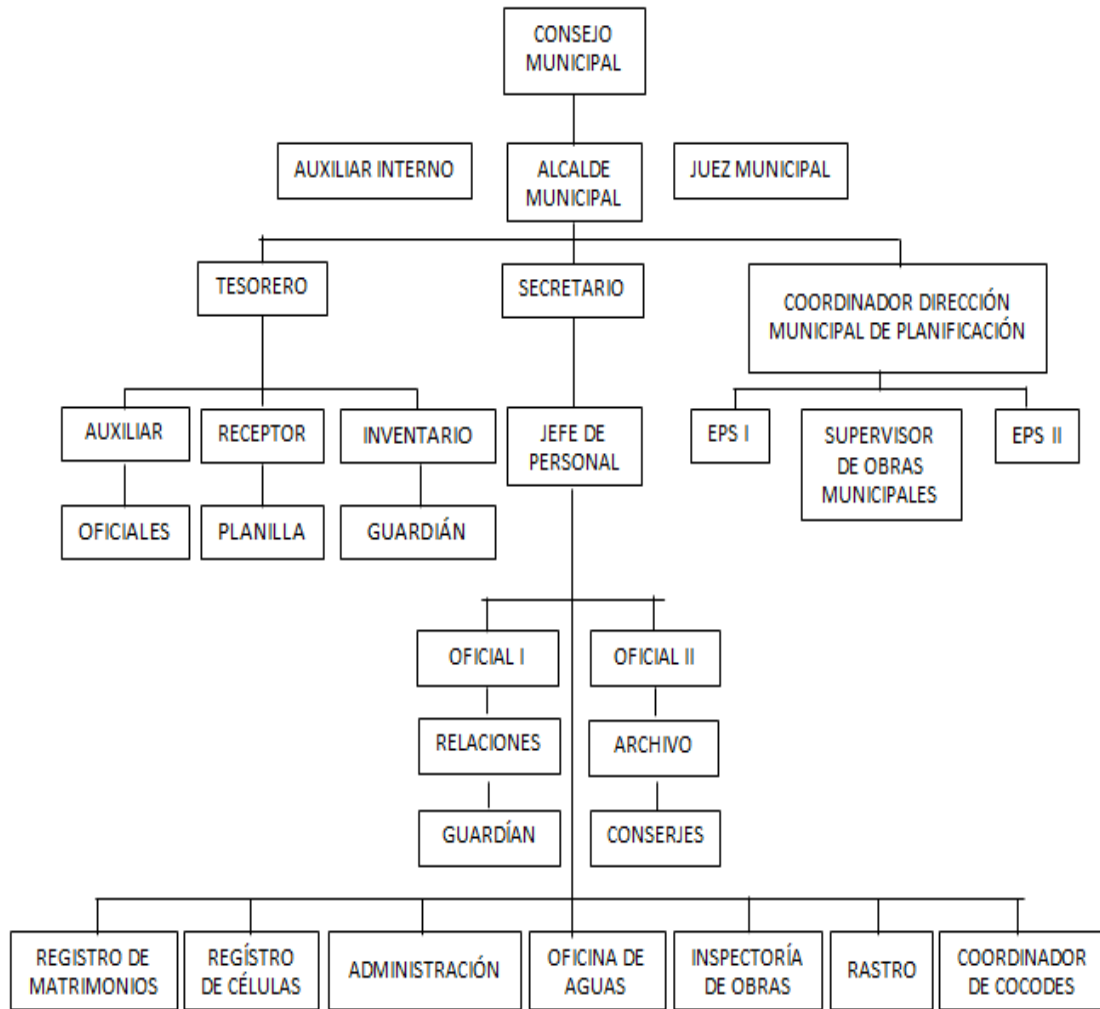 CONSEJO
MUNICIPAL
AUXILIAR INTERNO
ALCALDE
MUNICIPAL
JUEZ MUNICIPAL
TESORERO
SECRETARIO
COORDINADOR DIRECCIÓN
MUNICIPAL DE PLANIFICACIÓN
AUXILIAR
RECEPTOR
INVENTARIO
JEFE DE
PERSONAL
EPS I
SUPERVISOR
DE OBRAS
MUNICIPALES
EPS II
OFICIALES
PLANILLA
GUARDIÁN
OFICIAL I
OFICIAL II
RELACIONES
ARCHIVO
GUARDÍAN
CONSERJES
REGISTRO DE
MATRIMONIOS
REGÍSTRO
DE CÉLULAS
ADMINISTRACIÓN
OFICINA DE
AGUAS
INSPECTORÍA
DE OBRAS
RASTRO
COORDINADOR
DE COCODES